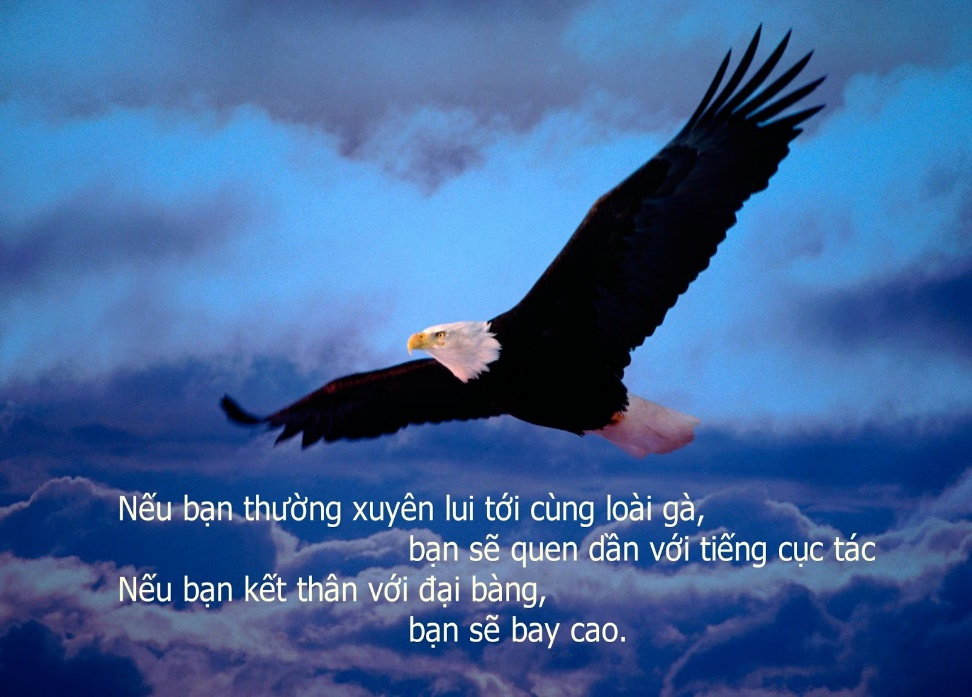 Nếu bạn thường xuyên lui tới cùng loài gà,
bạn sẽ quen dần với tiếng cục tác
Nếu bạn kết thân với đại bàng,
bạn sẽ bay cao.